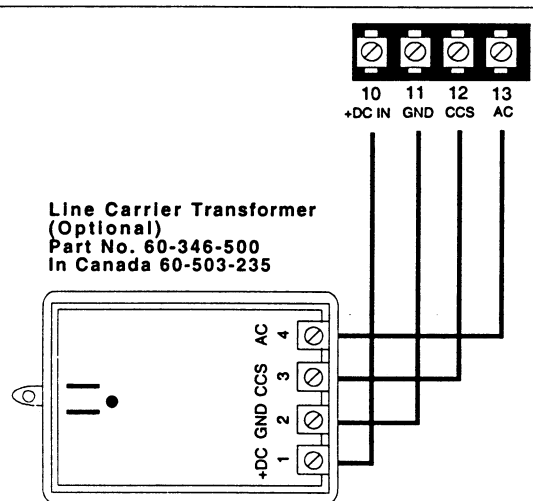 10 11 12 13
+DC IN GND CCS AC
Line Carrier Transformer
(Optional)
Part No. 60-346-500
In Canada 60-503-235
AC 4
CCS 3
GND 2
+DC 1